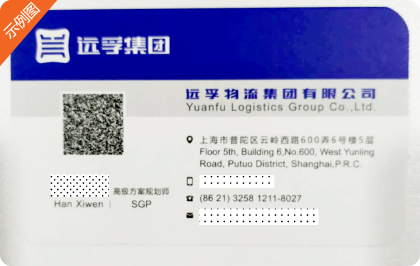 示例图
远孚集团
远孚物流集团有限公司
Yuanfu Logistics Group Co.,Ltd.
上海市普陀区云岭西路600弄6号楼5层
Floor 5th, Building 6,No.600, West Yunling
Road, Putuo District, Shanghai,P.R.C.
高级方案规划师
Han Xiwen SGP
(86 21) 3258 1211-8027